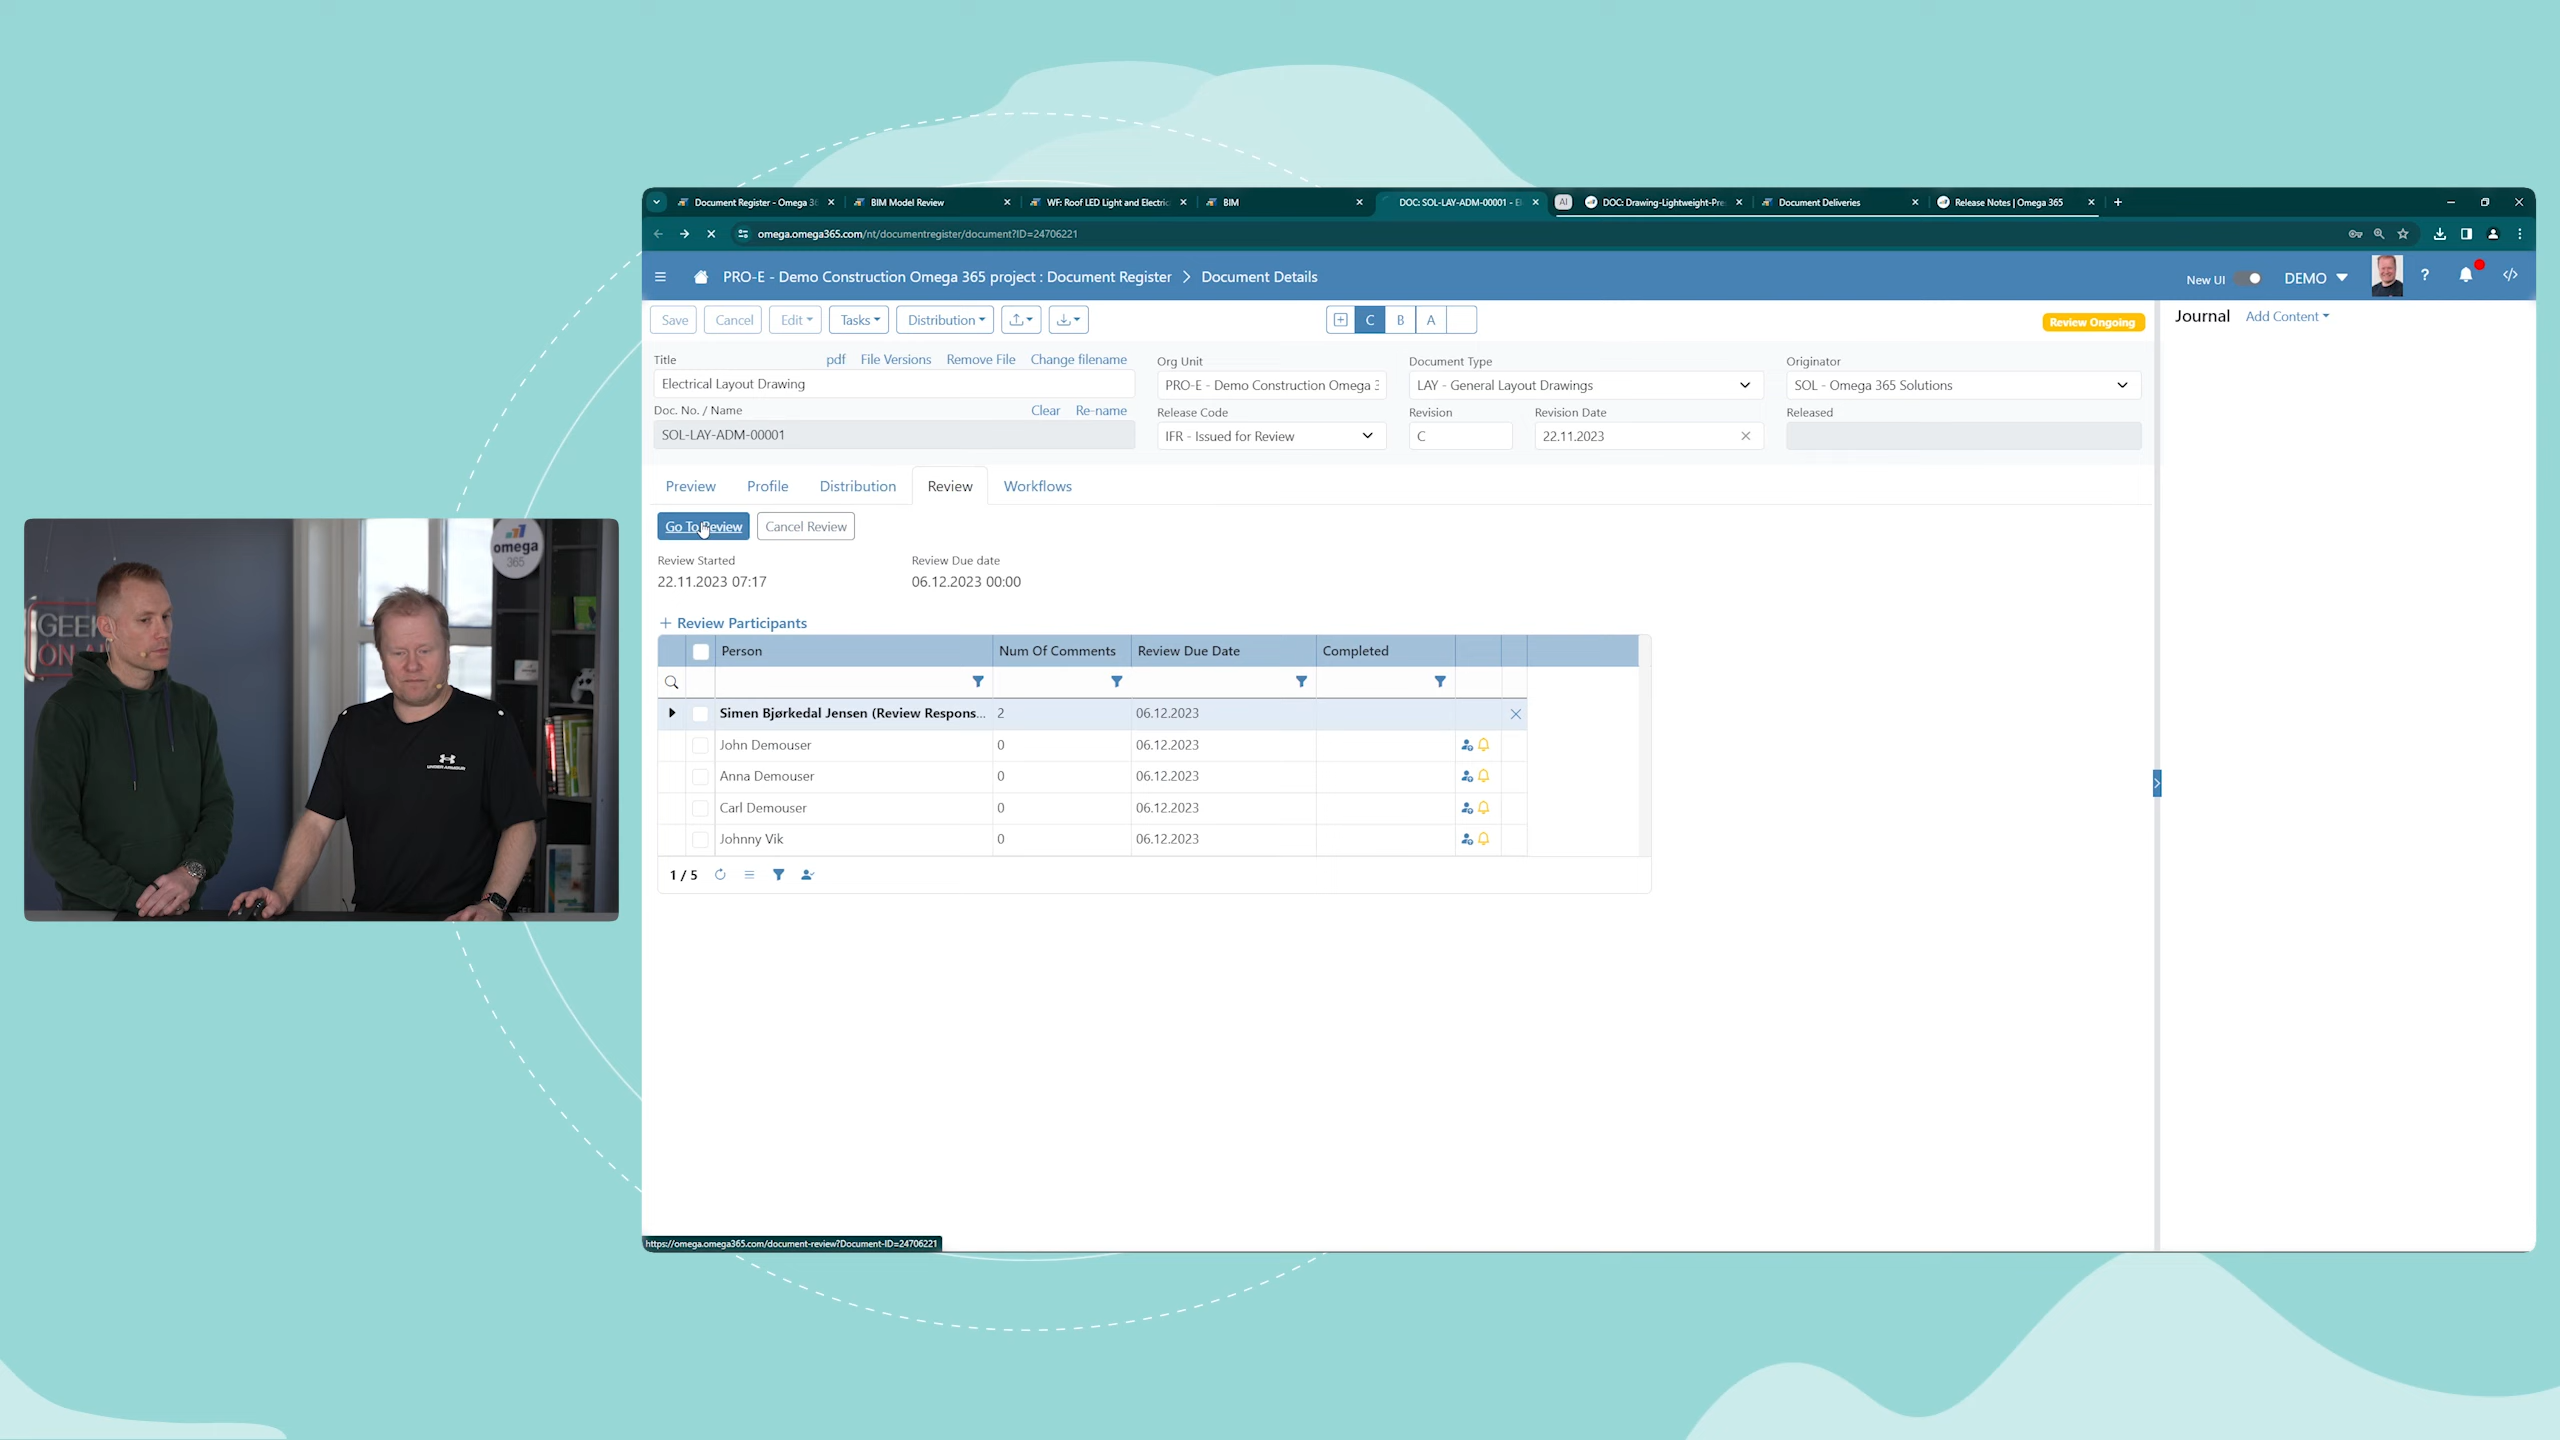 Document Register - Omega 36
BIM Model Review
WF: Roof LED Light and Electric
BIM
DOC: SOL-LAY-ADM-00001 - El
AI
DOC: Drawing-Lightweight-Pre
Document Deliveries
Release Notes | Omega 365
omega.omega365.com/nt/documentregister/document?ID=24706221
PRO-E - Demo Construction Omega 365 project : Document Register > Document Details
New UI
DEMO
?
Save
Cancel
Edit
Tasks
Distribution
C
B
A
Review Ongoing
Journal
Add Content
Title
pdf
File Versions
Remove File
Change filename
Org Unit
Document Type
Originator
Electrical Layout Drawing
PRO-E - Demo Construction Omega 3
LAY - General Layout Drawings
SOL - Omega 365 Solutions
Doc. No. / Name
Clear
Re-name
Release Code
Revision
Revision Date
Released
SOL-LAY-ADM-00001
IFR - Issued for Review
C
22.11.2023
Preview
Profile
Distribution
Review
Workflows
Go To Review
Cancel Review
Review Started
Review Due date
22.11.2023 07:17
06.12.2023 00:00
+ Review Participants
Person
Num Of Comments
Review Due Date
Completed
Simen Bjørkedal Jensen (Review Respons...
2
06.12.2023
John Demouser
0
06.12.2023
Anna Demouser
0
06.12.2023
Carl Demouser
0
06.12.2023
Johnny Vik
0
06.12.2023
1 / 5
https://omega.omega365.com/document-review?Document-ID=24706221
omega
365
GEEK
ON A
UNDER ARMOUR